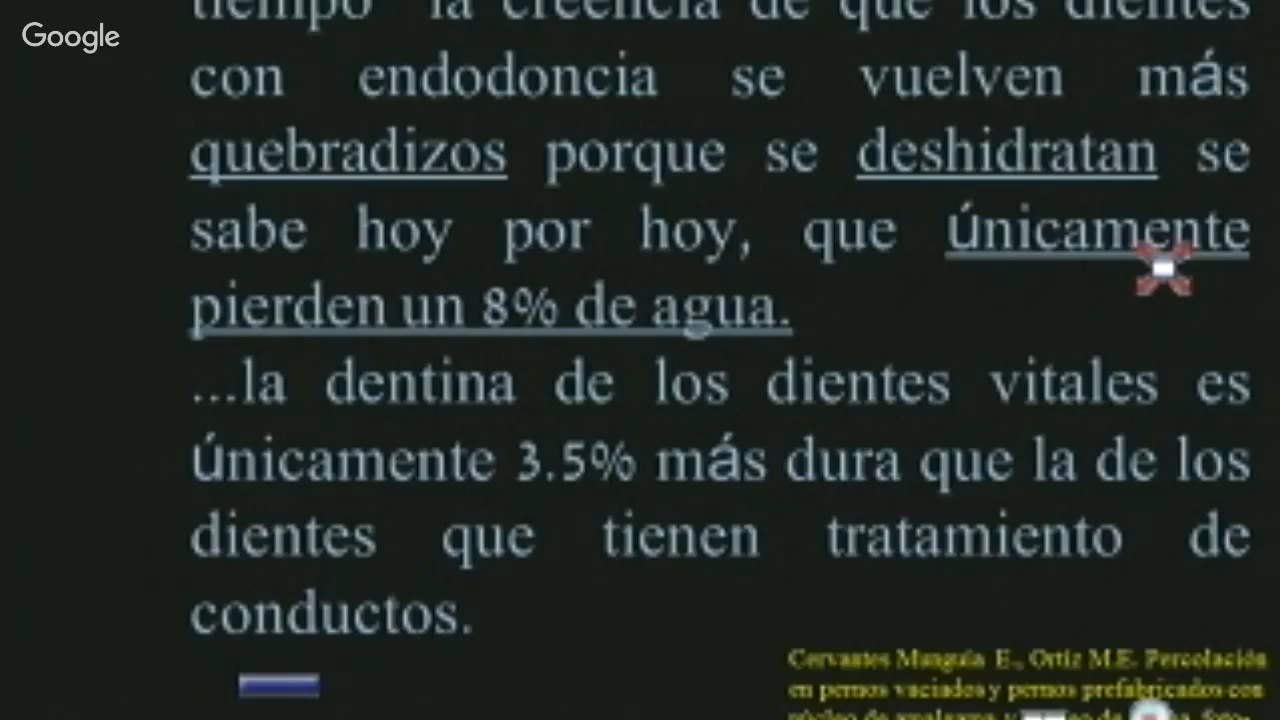 Google
tiempo la creencia de que los dientes
con endodoncia se vuelven más
quebradizos porque se deshidratan se
sabe hoy por hoy, que únicamente
pierden un 8% de agua.
...la dentina de los dientes vitales es
únicamente 3.5% más dura que la de los
dientes que tienen tratamiento de
conductos.
Cervantes Munguía E., Ortiz M.E. Percolación
en pernos vaciados y pernos prefabricados con
núcleo de amalgama y